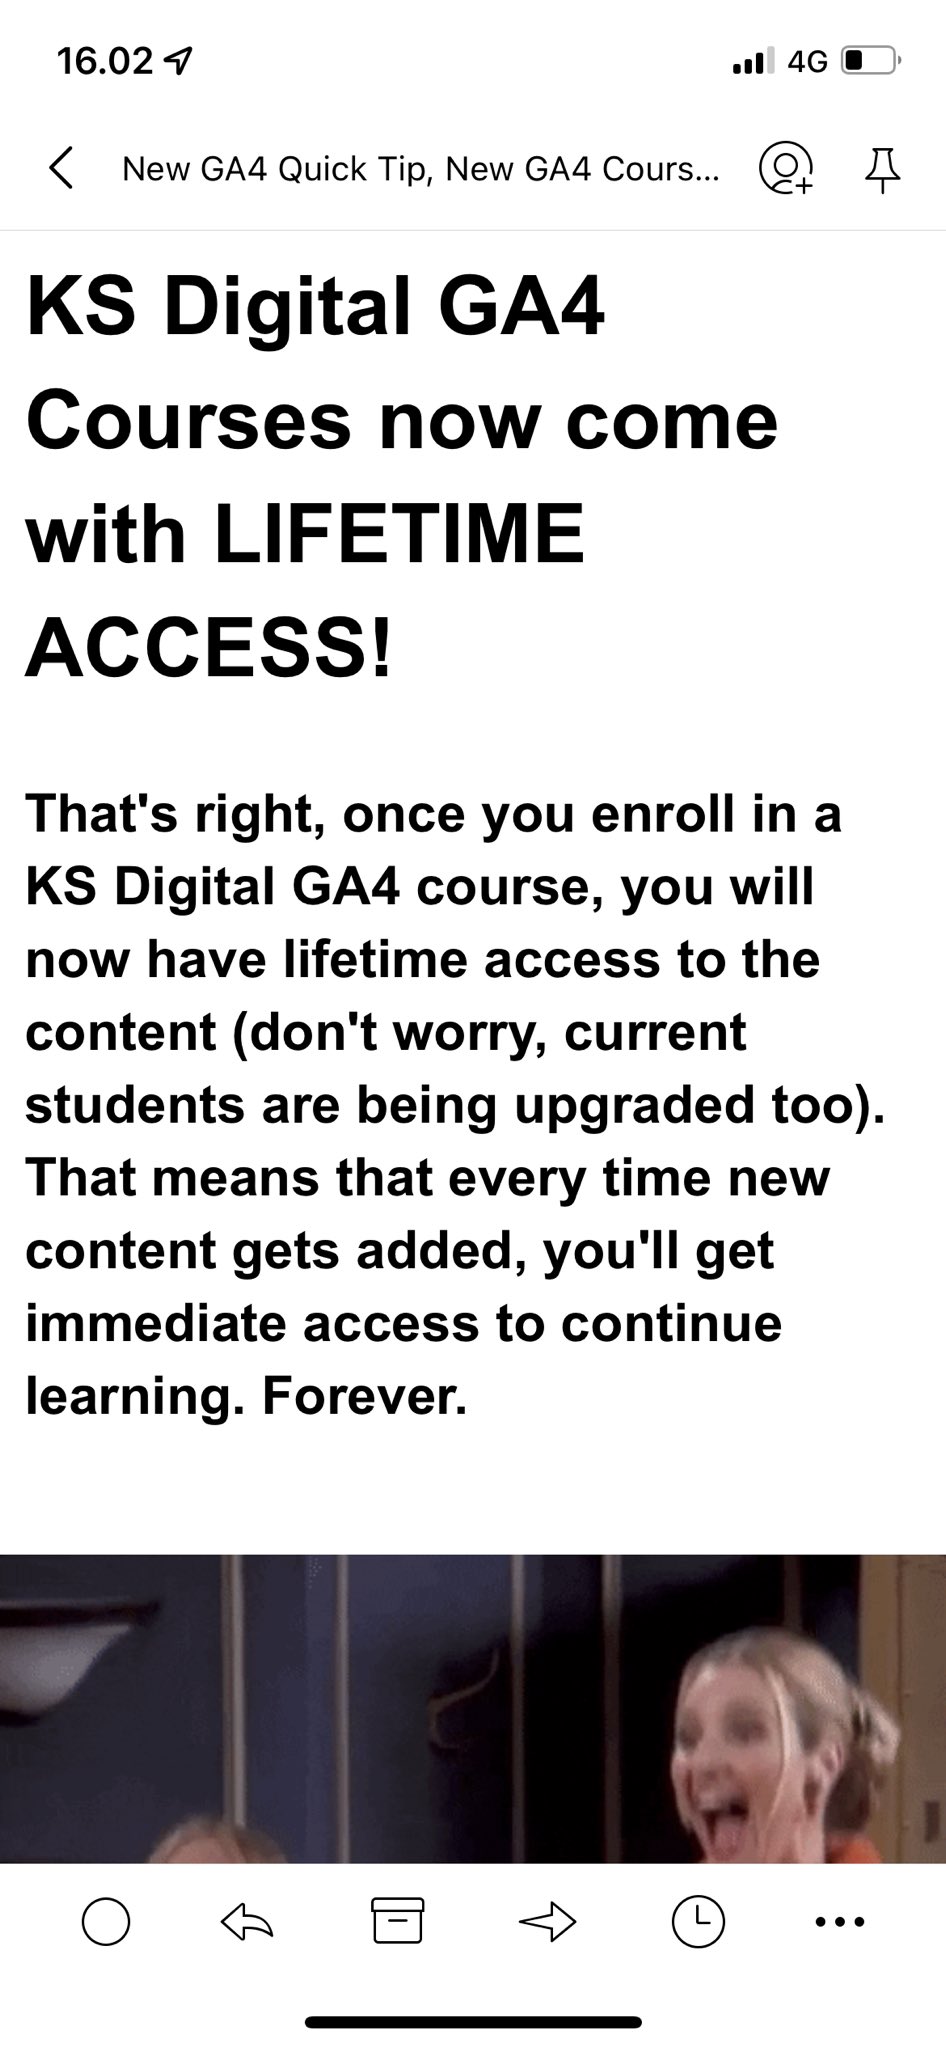 16.02
4G
New GA4 Quick Tip, New GA4 Cours...
KS Digital GA4
Courses now come
with LIFETIME
ACCESS!
That's right, once you enroll in a
KS Digital GA4 course, you will
now have lifetime access to the
content (don't worry, current
students are being upgraded too).
That means that every time new
content gets added, you'll get
immediate access to continue
learning. Forever.